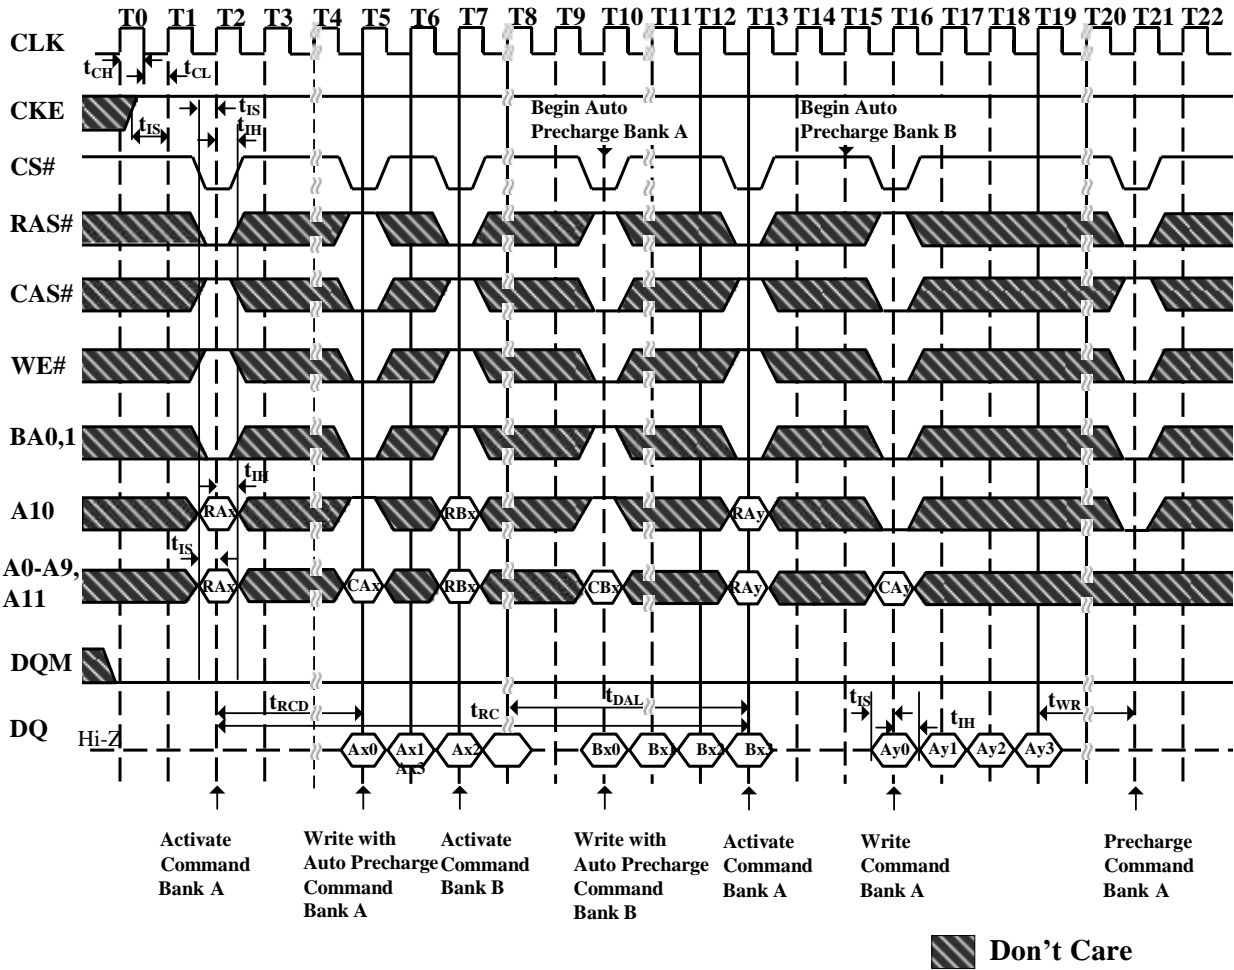 T0 T1 T2 T3 T4 T5 T6 T7 T8 T9 T10 T11 T12 T13 T14 T15 T16 T17 T18 T19 T20 T21 T22
CLK
tCH tCL
CKE
tIS
tIS
tIH
Begin Auto
Precharge Bank A
Begin Auto
Precharge Bank B
CS#
RAS#
CAS#
WE#
BA0,1
tIH
A10
RAx RBx RAy
tIS
A0-A9,
A11
RAx CAx RBx CBx RAy CAy
DQM
tRCD
tRC
tDAL
tIS
tIH
tWR
DQ
Hi-Z
Ax0 Ax1 Ax2 Bx0 Bx1 Bx2 Bx3 Ay0 Ay1 Ay2 Ay3
Ax3
Activate
Command
Bank A
Write with
Auto Precharge
Command
Bank A
Activate
Command
Bank B
Write with
Auto Precharge
Command
Bank B
Activate
Command
Bank A
Write
Command
Bank A
Precharge
Command
Bank A
Don't Care